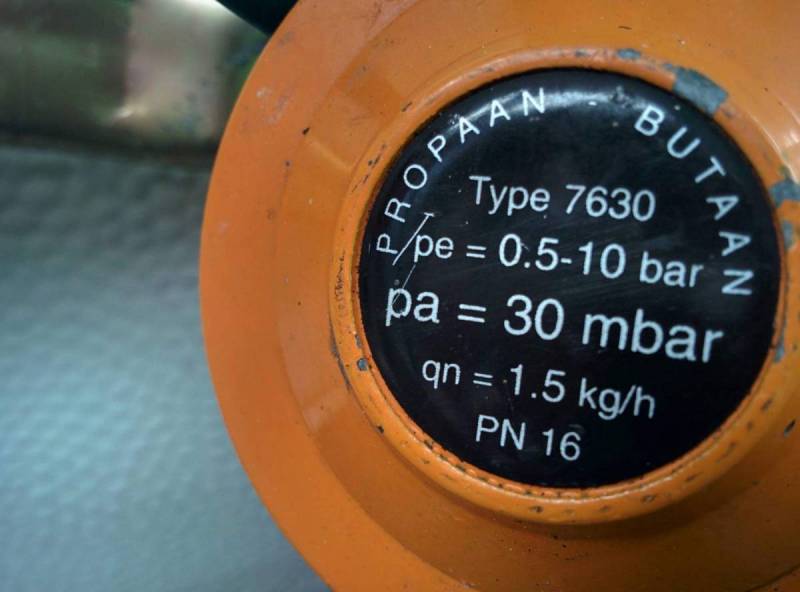 PROPAAN BUTAAN
Type 7630
pe = 0.5-10 bar
pa = 30 mbar
qn = 1.5 kg/h
PN 16